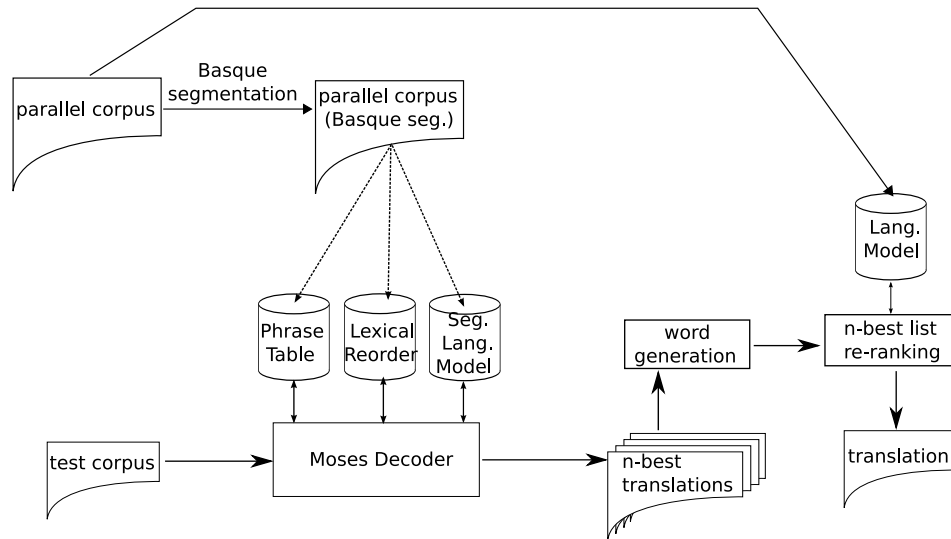 Basque
segmentation
parallel corpus
parallel corpus
(Basque seg.)
Lang.
Model
Phrase
Table
Lexical
Reorder
Seg.
Lang.
Model
word
generation
n-best list
re-ranking
test corpus
Moses Decoder
n-best
translations
translation